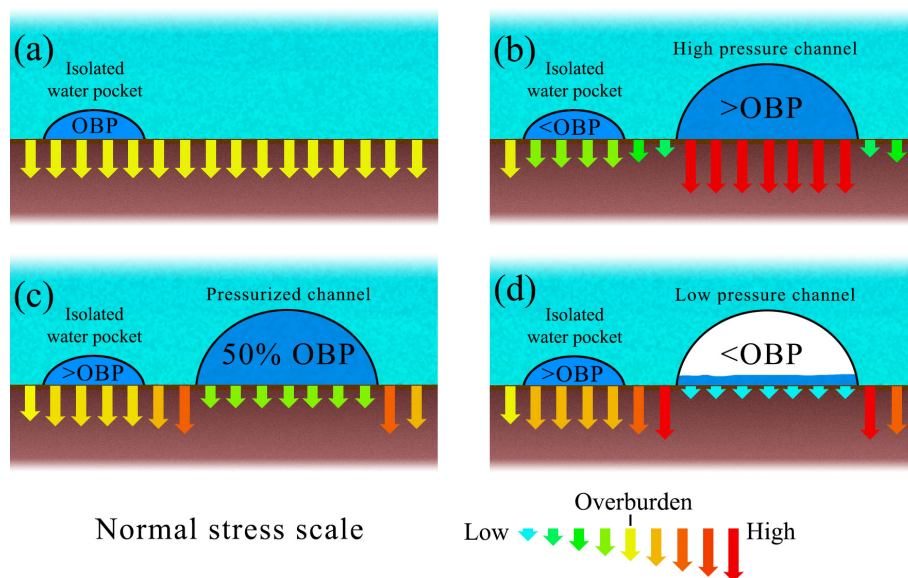 (a)
Isolated
water pocket
OBP
(b)
Isolated
water pocket
<OBP
High pressure channel
>OBP
(c)
Isolated
water pocket
>OBP
Pressurized channel
50% OBP
(d)
Isolated
water pocket
>OBP
Low pressure channel
<OBP
Normal stress scale
Overburden
Low
High